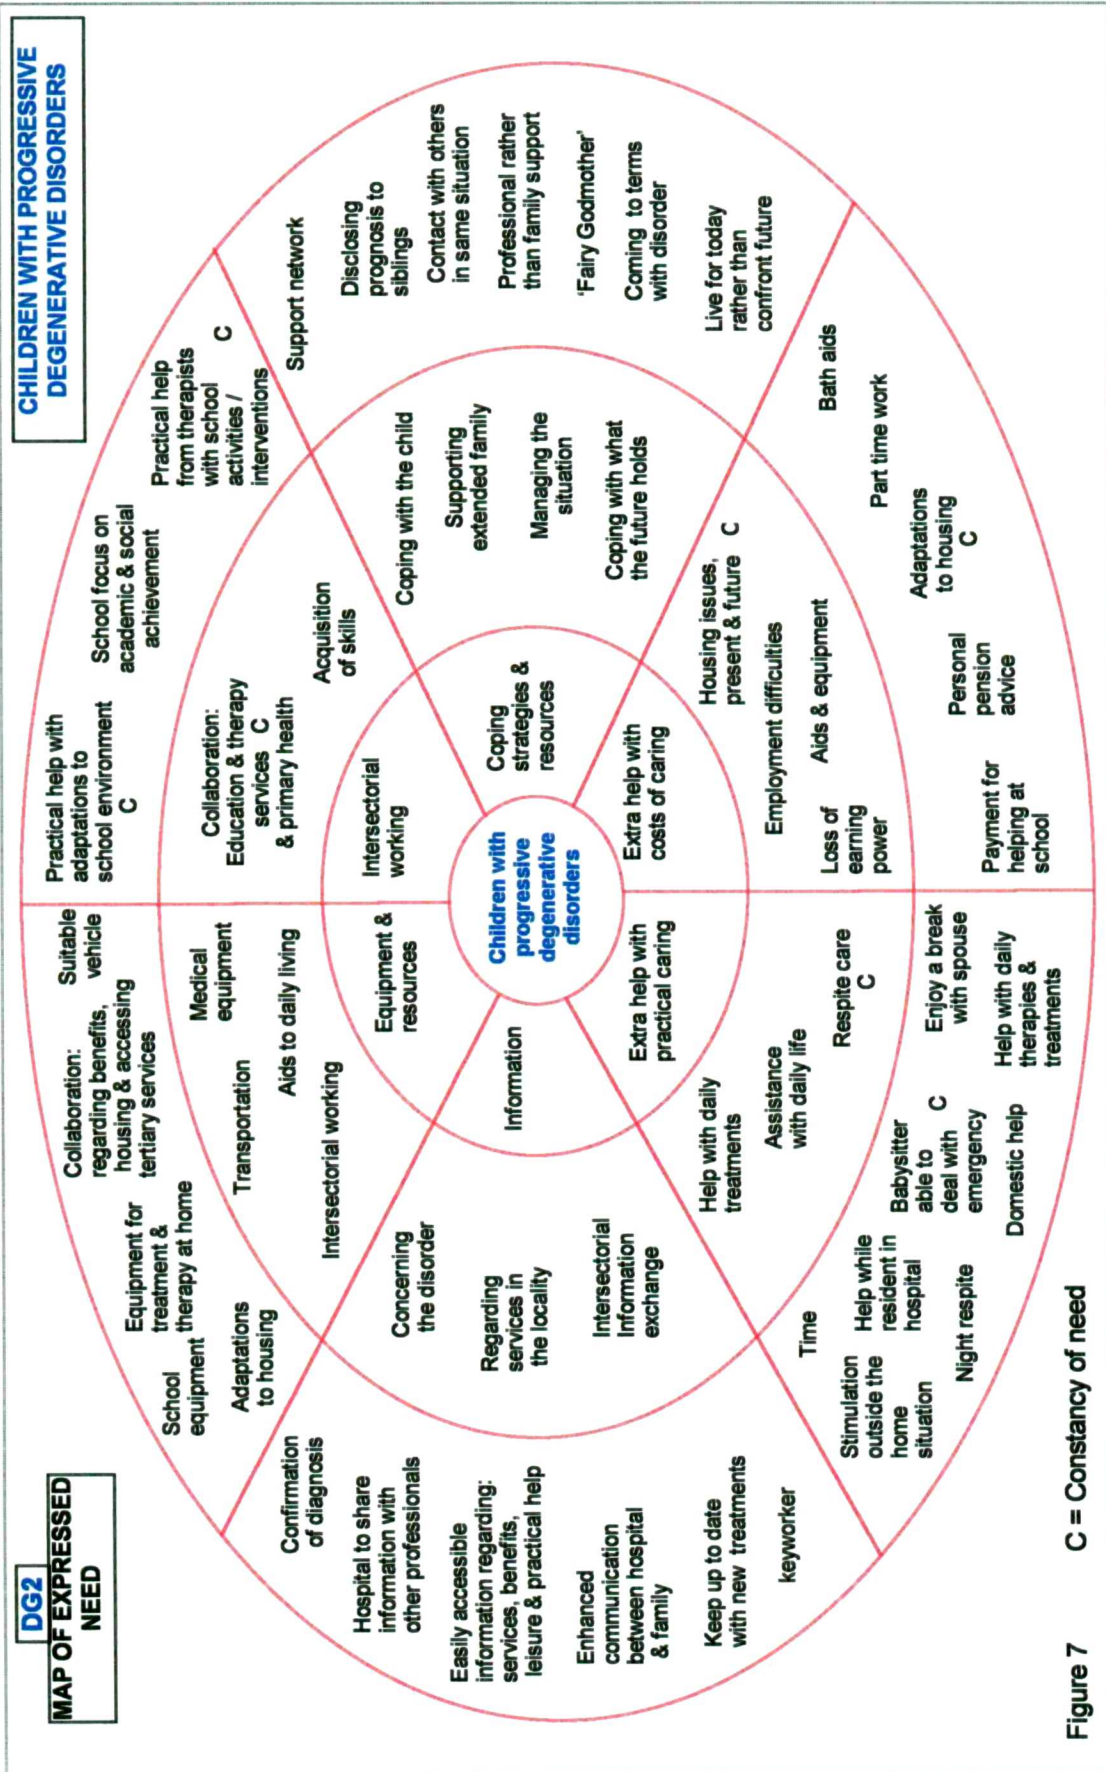 DG2
MAP OF EXPRESSED
NEED
CHILDREN WITH PROGRESSIVE
DEGENERATIVE DISORDERS
Children with
progressive
degenerative
disorders
Equipment &
resources
Medical
equipment
Aids to daily living
Transportation
Intersectorial working
Suitable
vehicle
Collaboration:
regarding benefits,
housing & accessing
tertiary services
Equipment for
treatment &
therapy at home
School
equipment
Adaptations
to housing
Intersectorial
working
Collaboration:
Education & therapy
services C
& primary health
Acquisition
of skills
Practical help with
adaptations to
school environment
C
School focus on
academic & social
achievement
Practical help
from therapists
with school C
activities /
interventions
Coping
strategies &
resources
Coping with the child
Supporting
extended family
Managing the
situation
Coping with what
the future holds
Support network
Disclosing
prognosis to
siblings
Contact with others
in same situation
Professional rather
than family support
'Fairy Godmother'
Coming to terms
with disorder
Live for today
rather than
confront future
Extra help with
costs of caring
Housing issues,
present & future C
Employment difficulties
Aids & equipment
Loss of
earning
power
Bath aids
Part time work
Adaptations
to housing
C
Personal
pension
advice
Payment for
helping at
school
Extra help with
practical caring
Help with daily
treatments
Assistance
with daily life
Respite care
C
Enjoy a break
with spouse
Help with daily
therapies &
treatments
Babysitter
able to
deal with C
emergency
Domestic help
Time
Help while
resident in
hospital
Stimulation
outside the
home
situation
Night respite
Information
Concerning
the disorder
Regarding
services in
the locality
Intersectorial
Information
exchange
Confirmation
of diagnosis
Hospital to share
information with
other professionals
Easily accessible
information regarding:
services, benefits,
leisure & practical help
Enhanced
communication
between hospital
& family
Keep up to date
with new treatments
keyworker
Figure 7
C = Constancy of need